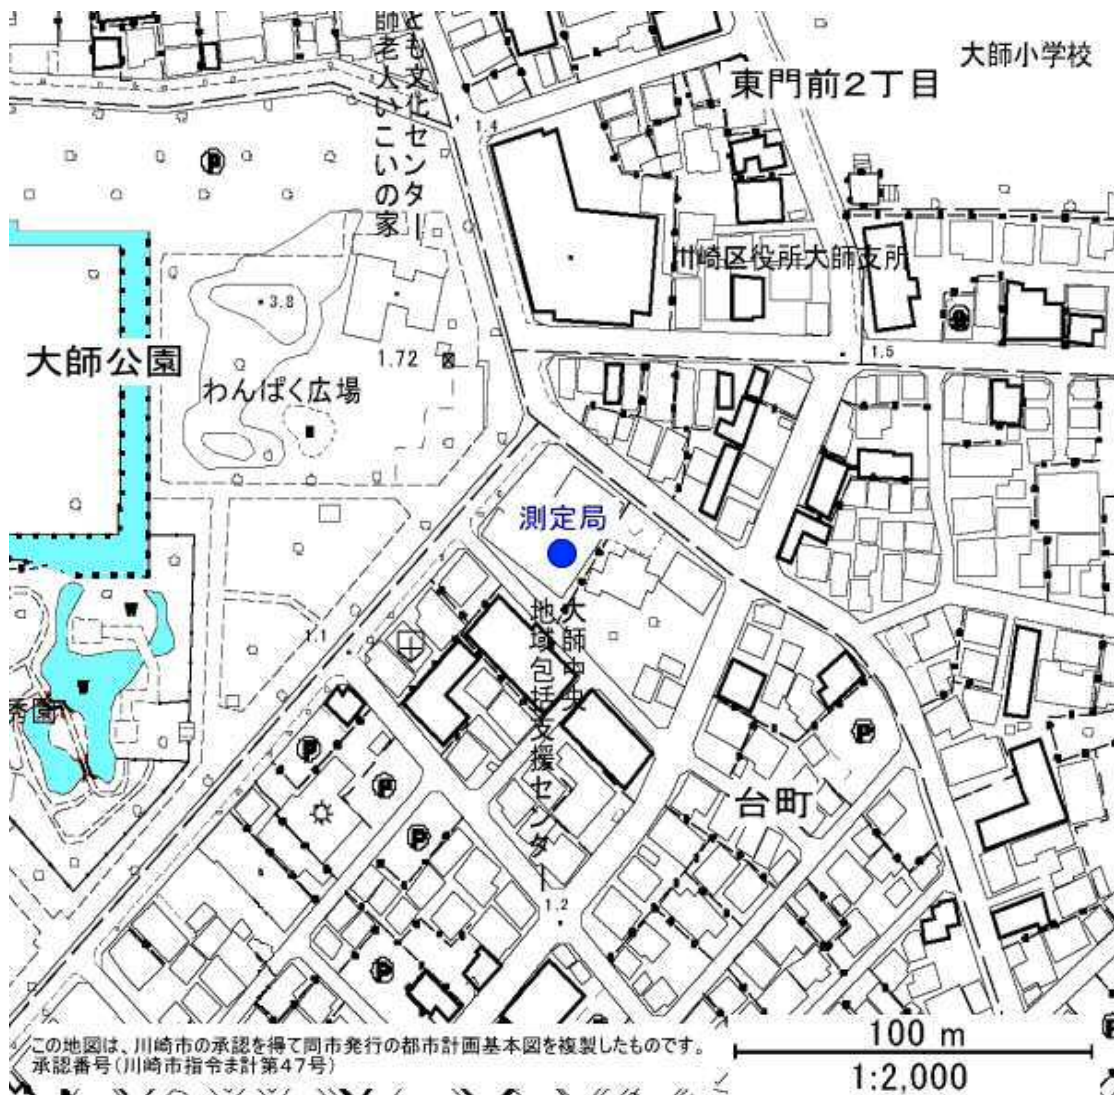 大師小学校
東門前2丁目
ども文化センター
師老人いこいの家
1.4
川崎区役所大師支所
3.8
大師公園
1.72
1.5
わんぱく広場
測定局
1.1
大師中央
地域包括支援センター
秀園
台町
1.2
この地図は、川崎市の承認を得て同市発行の都市計画基本図を複製したものです。
承認番号(川崎市指令ま計第47号)
100 m
1:2,000